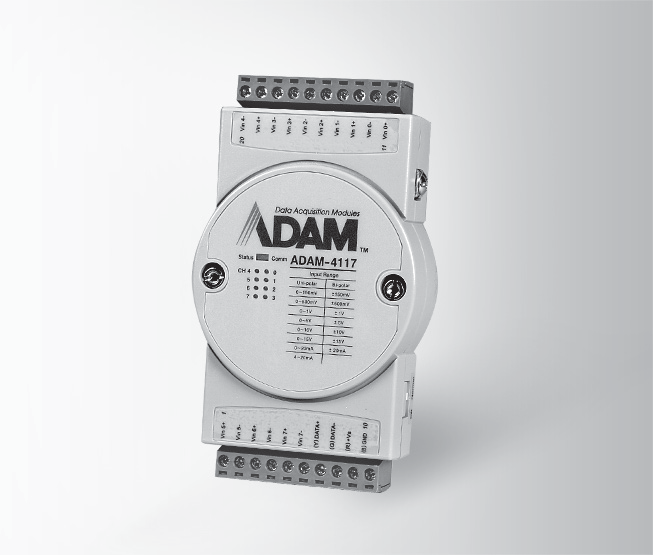 Vin 4- Vin 4+ Vin 3- Vin 3+ Vin 2- Vin 2+ Vin 1- Vin 1+ Vin 0- Vin 0+
20 11
Data Acquisition Modules
ADAM™
Status Comm ADAM-4117
CH 4 0
5 1
6 2
7 3
Input Range
Uni-polar Bi-polar
0~150mV ±150mV
0~500mV ±500mV
0~1V ±1V
0~5V ±5V
0~10V ±10V
0~15V ±15V
0~20mA ±20mA
4~20mA
1 10
Vin 5+ Vin 5- Vin 6+ Vin 6- Vin 7+ Vin 7- (Y) DATA+ (G) DATA- (R) +Vs (B) GND